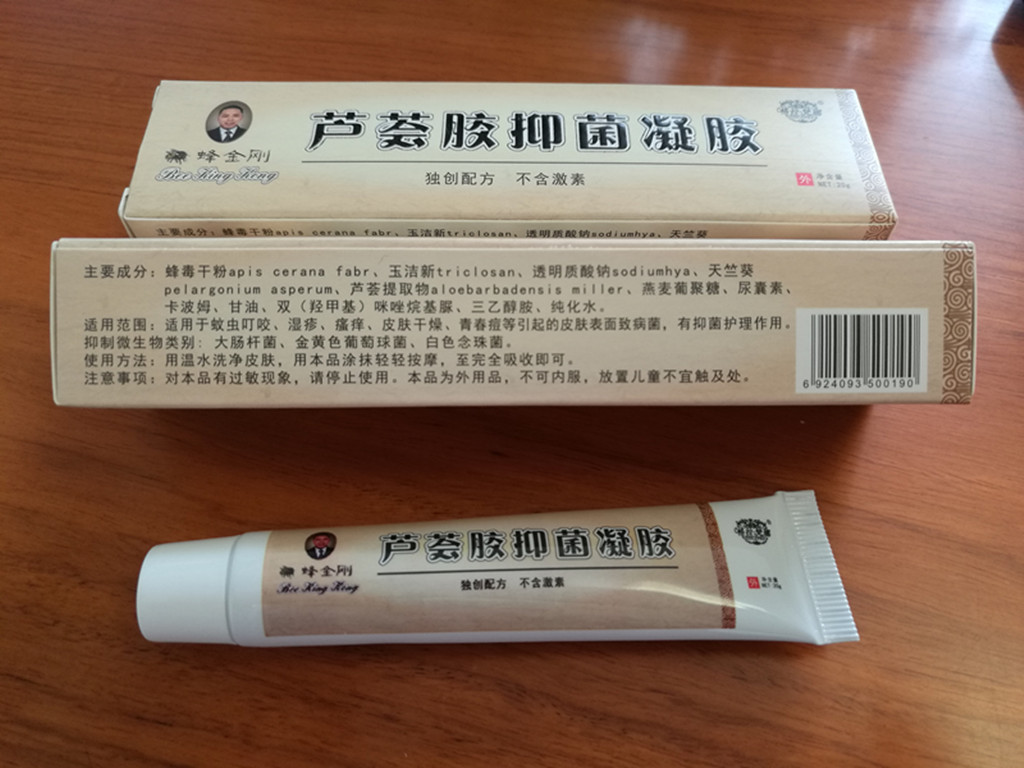 芦荟胶抑菌凝胶
蜂金刚
Bee King Kong
独创配方 不含激素
外 净含量
NET:20g
主要成分：蜂毒干粉apis cerana fabr、玉洁新triclosan、透明质酸钠sodiumhya、天竺葵
主要成分：蜂毒干粉apis cerana fabr、玉洁新triclosan、透明质酸钠sodiumhya、天竺葵
pelargonium asperum、芦荟提取物aloebarbadensis miller、燕麦葡聚糖、尿囊素、
卡波姆、甘油、双（羟甲基）咪唑烷基脲、三乙醇胺、纯化水。
适用范围：适用于蚊虫叮咬、湿疹、瘙痒、皮肤干燥、青春痘等引起的皮肤表面致病菌，有抑菌护理作用。
抑制微生物类别：大肠杆菌、金黄色葡萄球菌、白色念珠菌。
使用方法：用温水洗净皮肤，用本品涂抹轻轻按摩，至完全吸收即可。
注意事项：对本品有过敏现象，请停止使用。本品为外用品，不可内服，放置儿童不宜触及处。
6 924093 500190
芦荟胶抑菌凝胶
蜂金刚
Bee King Kong
独创配方 不含激素
外 净含量
NET:20g